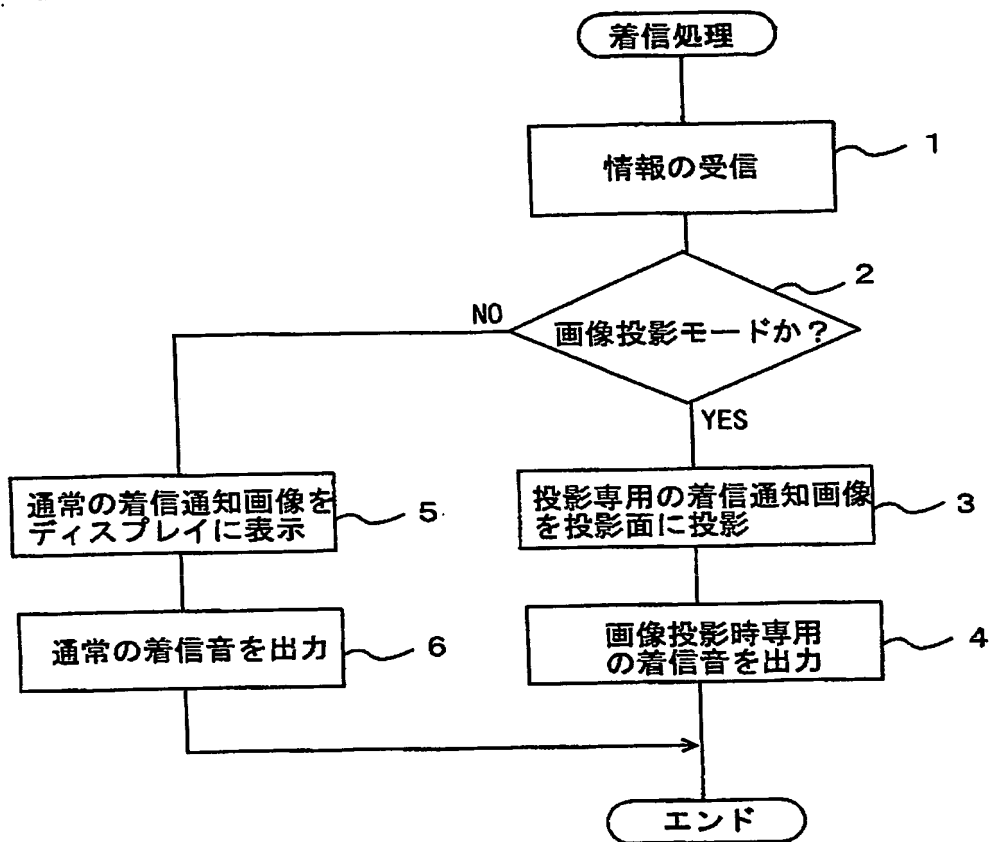 着信処理
情報の受信
1
画像投影モードか?
2
NO
YES
投影専用の着信通知画像
を投影面に投影
3
画像投影時専用
の着信音を出力
4
通常の着信通知画像を
ディスプレイに表示
5
通常の着信音を出力
6
エンド